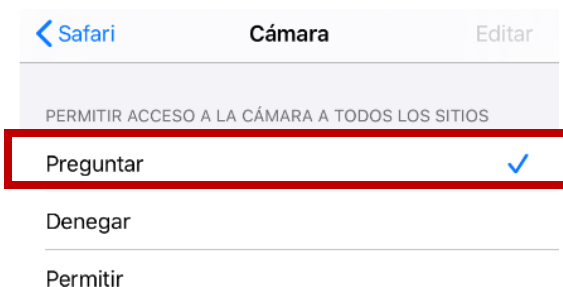 Safari Cámara Editar
PERMITIR ACCESO A LA CÁMARA A TODOS LOS SITIOS
Preguntar
Denegar
Permitir